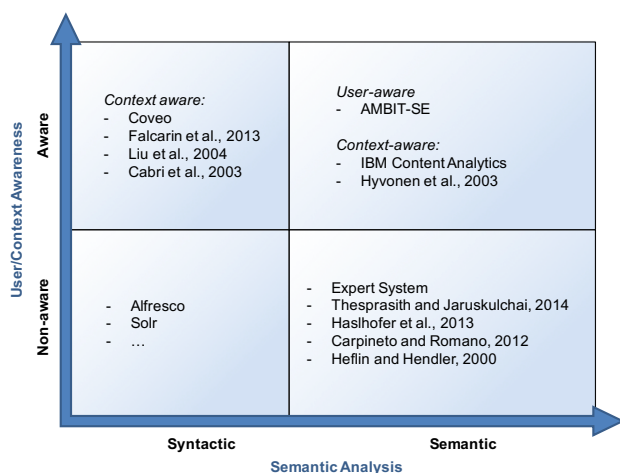 User/Context Awareness
Aware
Context aware:
- Coveo
- Falcarin et al., 2013
- Liu et al., 2004
- Cabri et al., 2003
User-aware
- AMBIT-SE
Context-aware:
- IBM Content Analytics
- Hyvonen et al., 2003
Non-aware
- Alfresco
- Solr
- …
- Expert System
- Thesprasith and Jaruskulchai, 2014
- Haslhofer et al., 2013
- Carpineto and Romano, 2012
- Heflin and Hendler, 2000
Syntactic
Semantic
Semantic Analysis